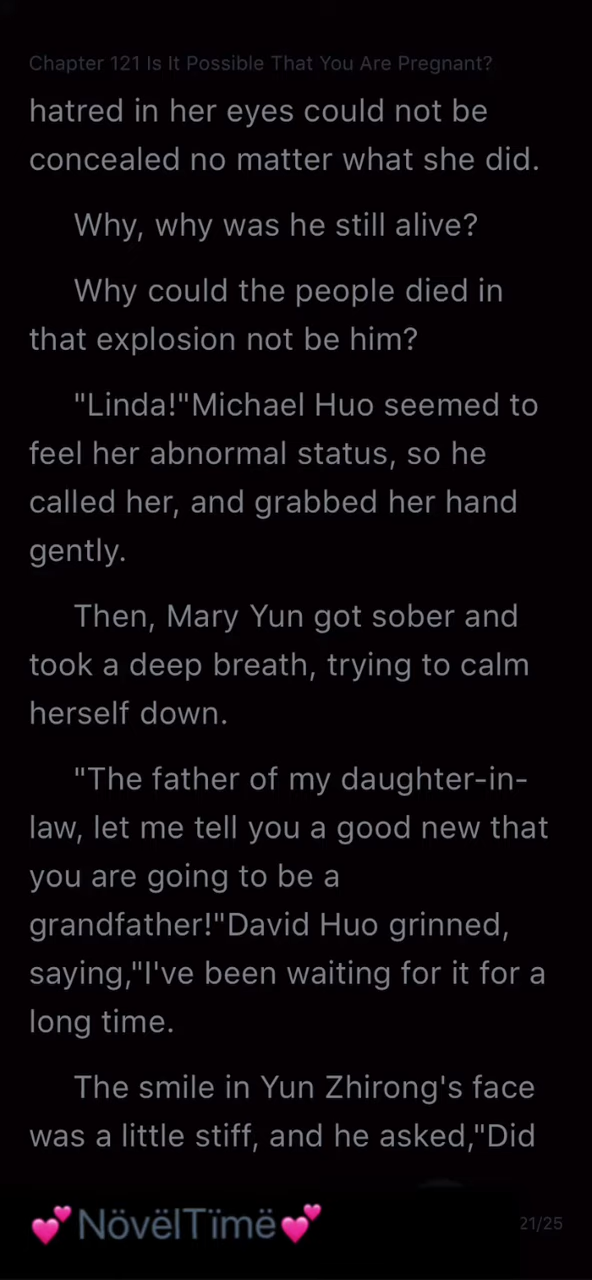 Chapter 121 Is It Possible That You Are Pregnant?
hatred in her eyes could not be
concealed no matter what she did.
Why, why was he still alive?
Why could the people died in
that explosion not be him?
"Linda!"Michael Huo seemed to
feel her abnormal status, so he
called her, and grabbed her hand
gently.
Then, Mary Yun got sober and
took a deep breath, trying to calm
herself down.
"The father of my daughter-in-
law, let me tell you a good new that
you are going to be a
grandfather!"David Huo grinned,
saying,"I've been waiting for it for a
long time.
The smile in Yun Zhirong's face
was a little stiff, and he asked,"Did
💕NövëlTïmë💕
21/25